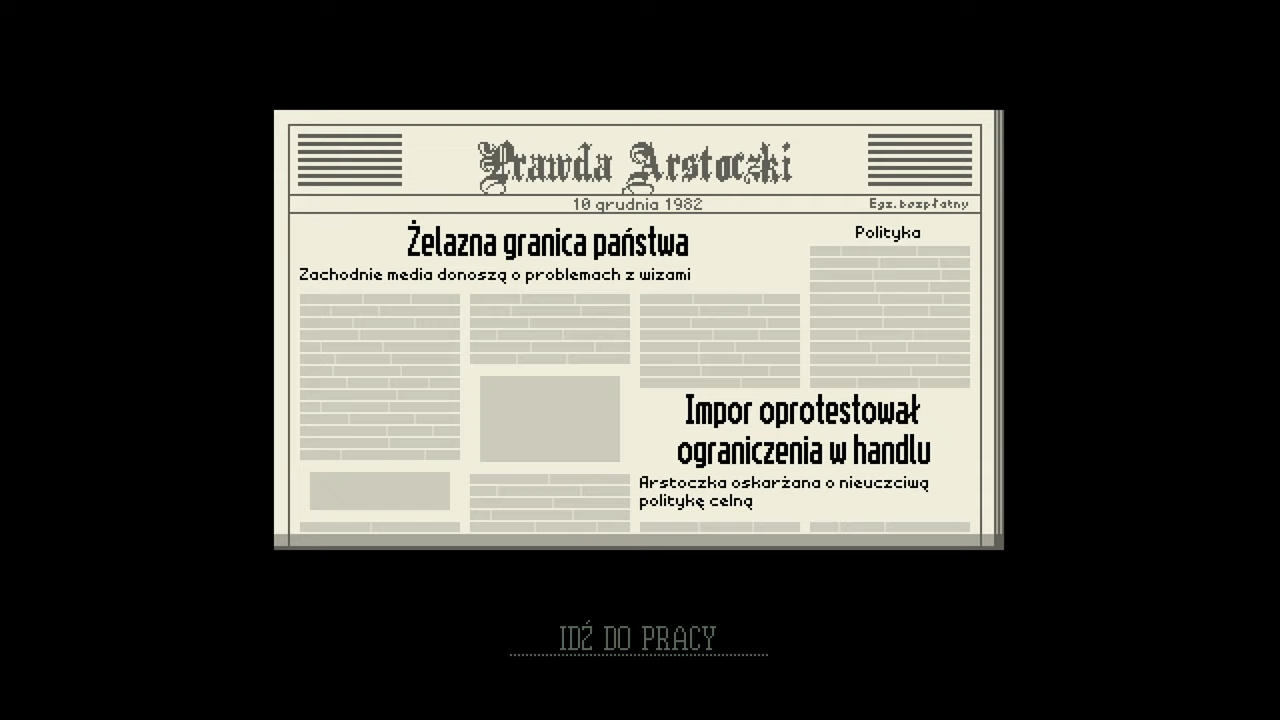 Prawda Arstoczki
10 grudnia 1982
Egz. bezpłatny
Żelazna granica państwa
Zachodnie media donoszą o problemach z wizami
Polityka
Impor oprotestował
ograniczenia w handlu
Arstoczka oskarżana o nieuczciwą
politykę celną
IDŹ DO PRACY